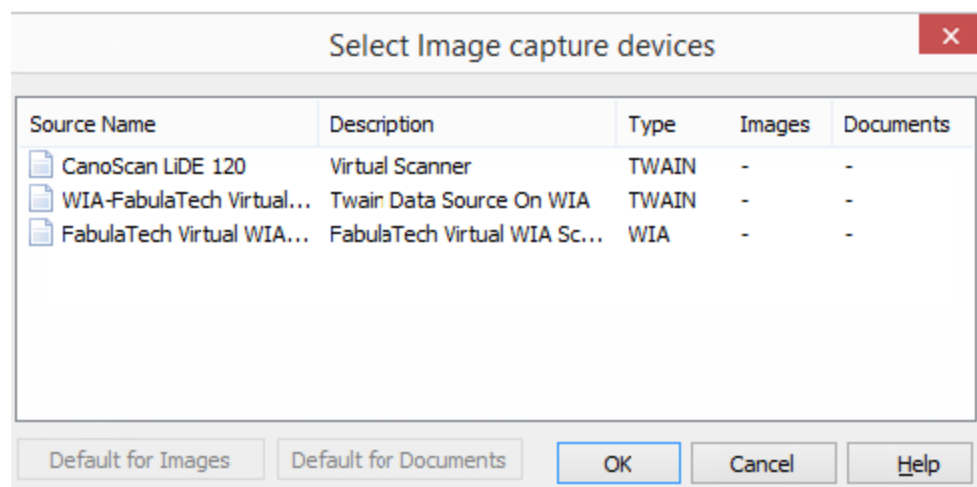 Select Image capture devices
Source Name Description Type Images Documents
CanoScan LiDE 120 Virtual Scanner TWAIN - -
WIA-FabulaTech Virtual... Twain Data Source On WIA TWAIN - -
FabulaTech Virtual WIA... FabulaTech Virtual WIA Sc... WIA - -
Default for Images Default for Documents OK Cancel Help